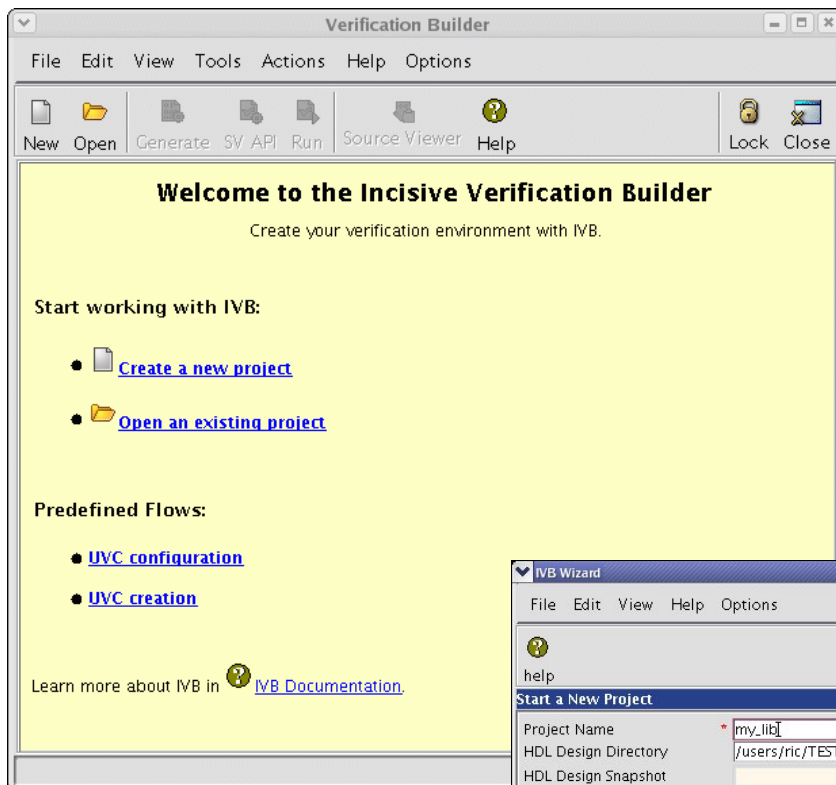 Verification Builder
File Edit View Tools Actions Help Options
New Open Generate SV API Run Source Viewer Help Lock Close
Welcome to the Incisive Verification Builder
Create your verification environment with IVB.
Start working with IVB:
Create a new project
Open an existing project
Predefined Flows:
UVC configuration
UVC creation
Learn more about IVB in IVB Documentation.
IVB Wizard
File Edit View Help Options
help
Start a New Project
Project Name * my_lib
HDL Design Directory /users/ric/TEST
HDL Design Snapshot